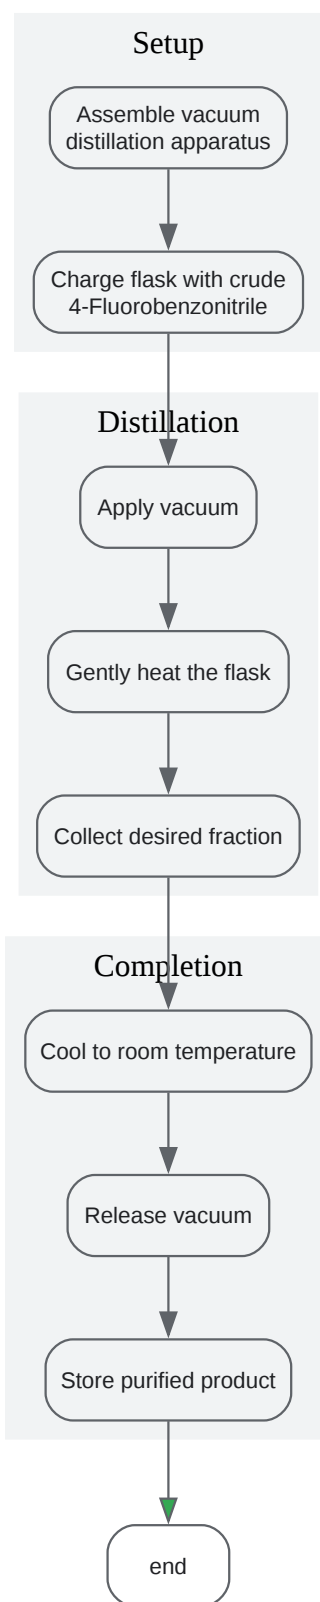 Setup
Assemble vacuum
distillation apparatus
Charge flask with crude
4-Fluorobenzonitrile
Distillation
Apply vacuum
Gently heat the flask
Collect desired fraction
Completion
Cool to room temperature
Release vacuum
Store purified product
end